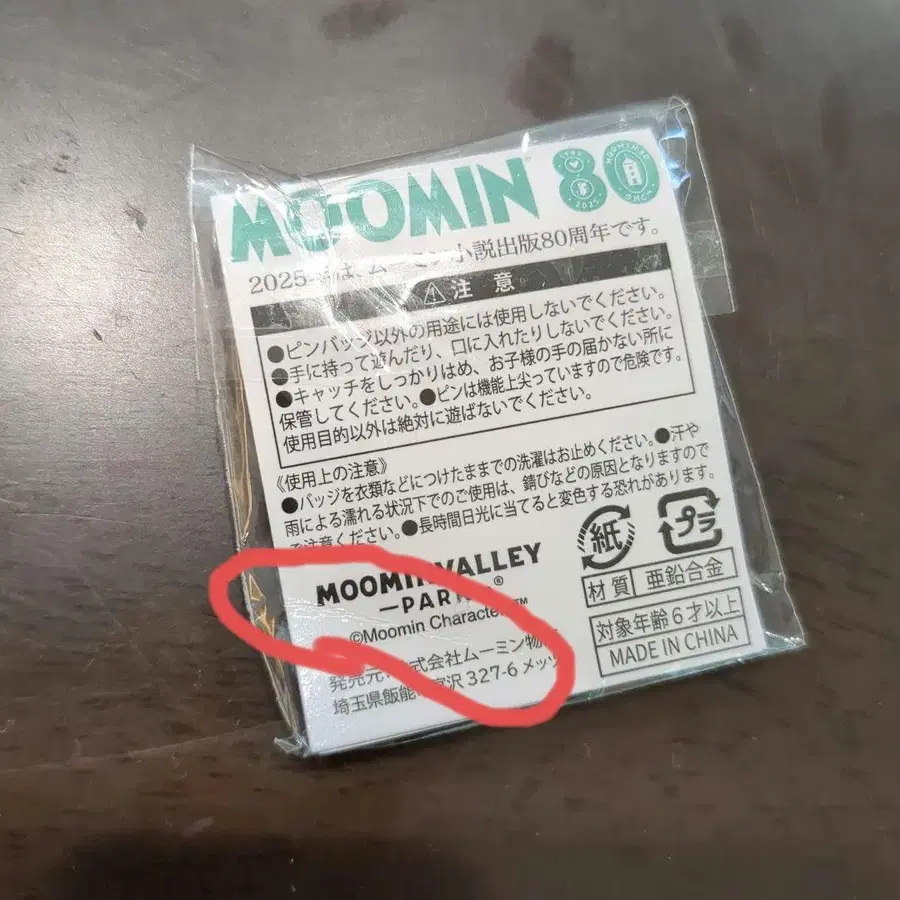 MOOMIN 80
2025年は、ムーミン小説出版80周年です。
⚠注意
●ピンバッジ以外の用途には使用しないでください。
●手に持って遊んだり、口に入れたりしないでください。
●キャッチをしっかりはめ、お子様の手の届かない所に
保管してください。●ピンは機能上尖っていますので危険です。
使用目的以外は絶対に遊ばないでください。
《使用上の注意》
●バッジを衣類などにつけたままでの洗濯はお止めください。●汗や
雨による濡れる状況下でのご使用は、錆びなどの原因となりますので
ご注意ください。●長時間日光に当てると変色する恐れがあります。
MOOMINVALLEY
PARK ®
©Moomin Characters™
発売元 株式会社ムーミン物
埼玉県飯能 宮沢 327-6 メッツ
紙
プラ
材質 亜鉛合金
対象年齢6才以上
MADE IN CHINA